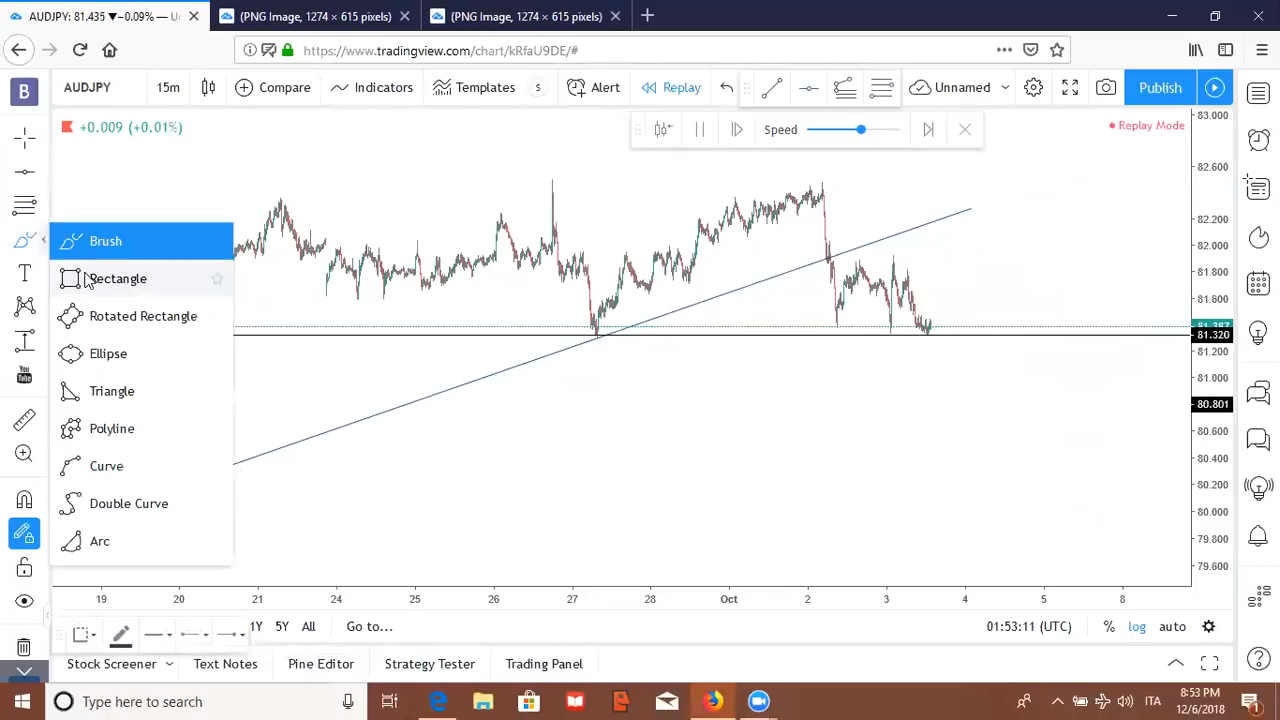 AUDJPY: 81.435 ▼−0.09% — Un
(PNG Image, 1274 × 615 pixels)
(PNG Image, 1274 × 615 pixels)
https://www.tradingview.com/chart/kRfaU9DE/#
B
AUDJPY
15m
Compare
Indicators
Templates
S
Alert
Replay
Unnamed
Publish
+0.009 (+0.01%)
Speed
Replay Mode
83.000
82.600
82.200
82.000
81.800
81.600
81.387
81.320
81.200
81.000
80.801
80.600
80.400
80.200
80.000
79.800
79.600
Brush
Rectangle
Rotated Rectangle
Ellipse
Triangle
Polyline
Curve
Double Curve
Arc
T
You Tube
19
20
21
24
25
26
27
28
Oct
2
3
4
5
8
1Y
5Y
All
Go to...
01:53:11 (UTC)
%
log
auto
Stock Screener
Text Notes
Pine Editor
Strategy Tester
Trading Panel
Type here to search
ITA
8:53 PM
12/6/2018
1